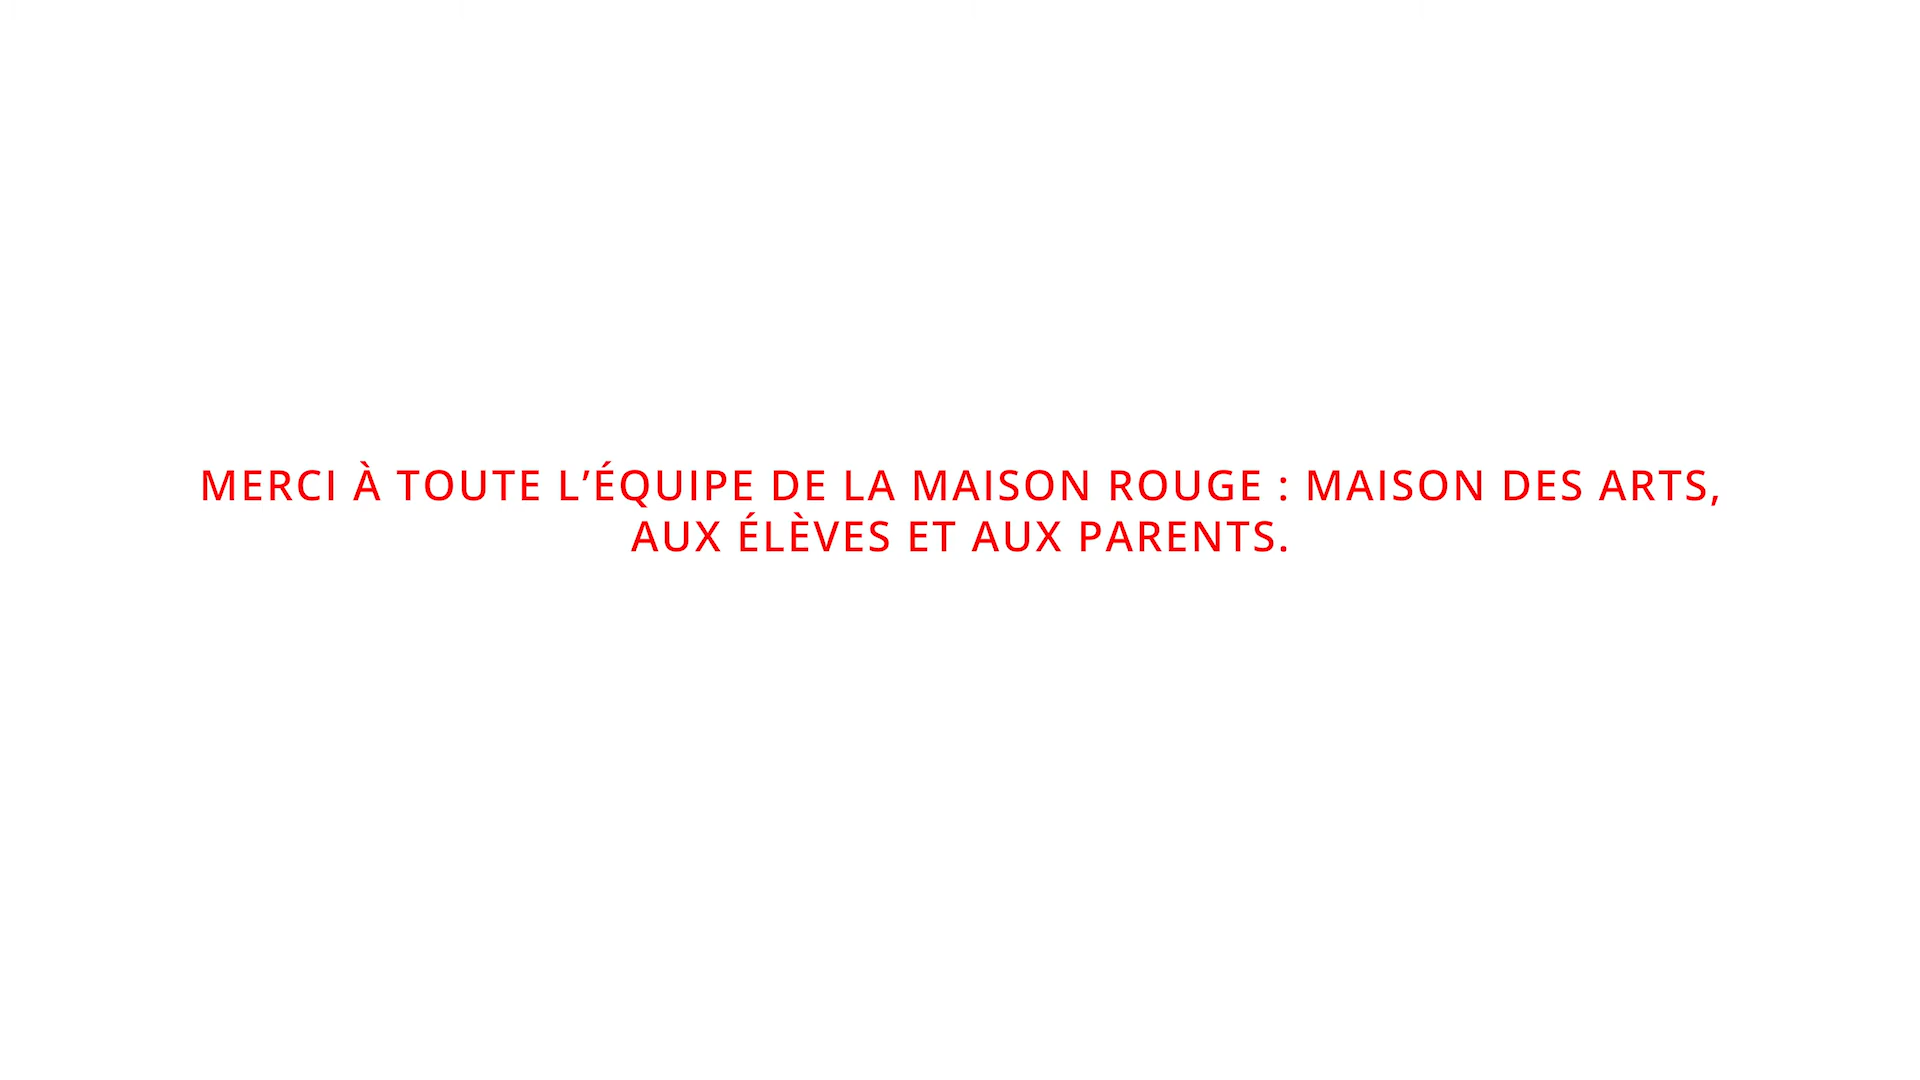 MERCI À TOUTE L’ÉQUIPE DE LA MAISON ROUGE : MAISON DES ARTS,
AUX ÉLÈVES ET AUX PARENTS.